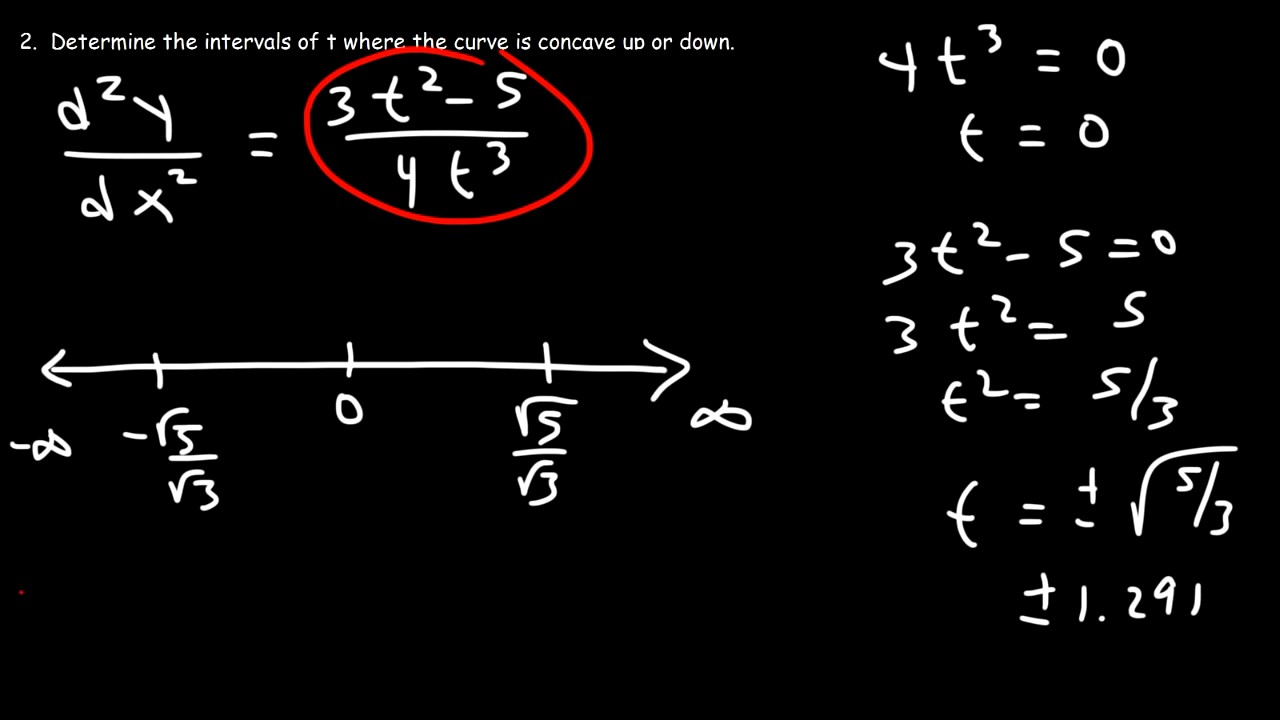 2. Determine the intervals of t where the curve is concave up or down.
d²y/dx² = (3t² - 5)/(4t³)
-∞ -√5/√3 0 √5/√3 ∞
4t³ = 0
t = 0
3t² - 5 = 0
3t² = 5
t² = 5/3
t = ± √5/3
± 1.291